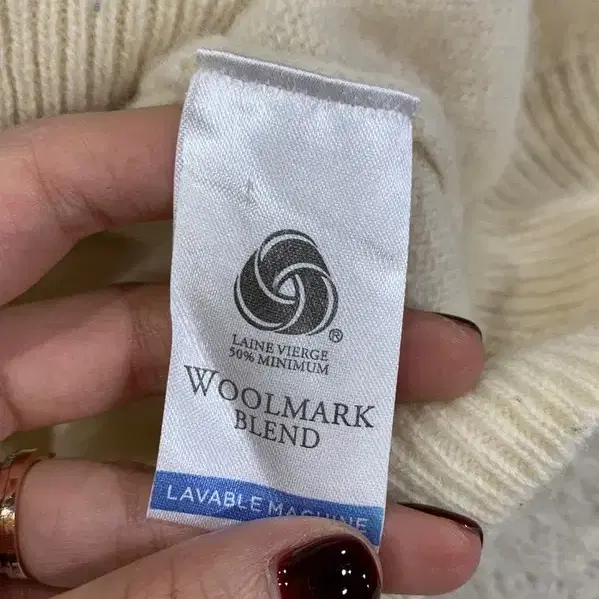 ®
LAINE VIERGE
50% MINIMUM
WOOLMARK
BLEND
LAVABLE MACHINE